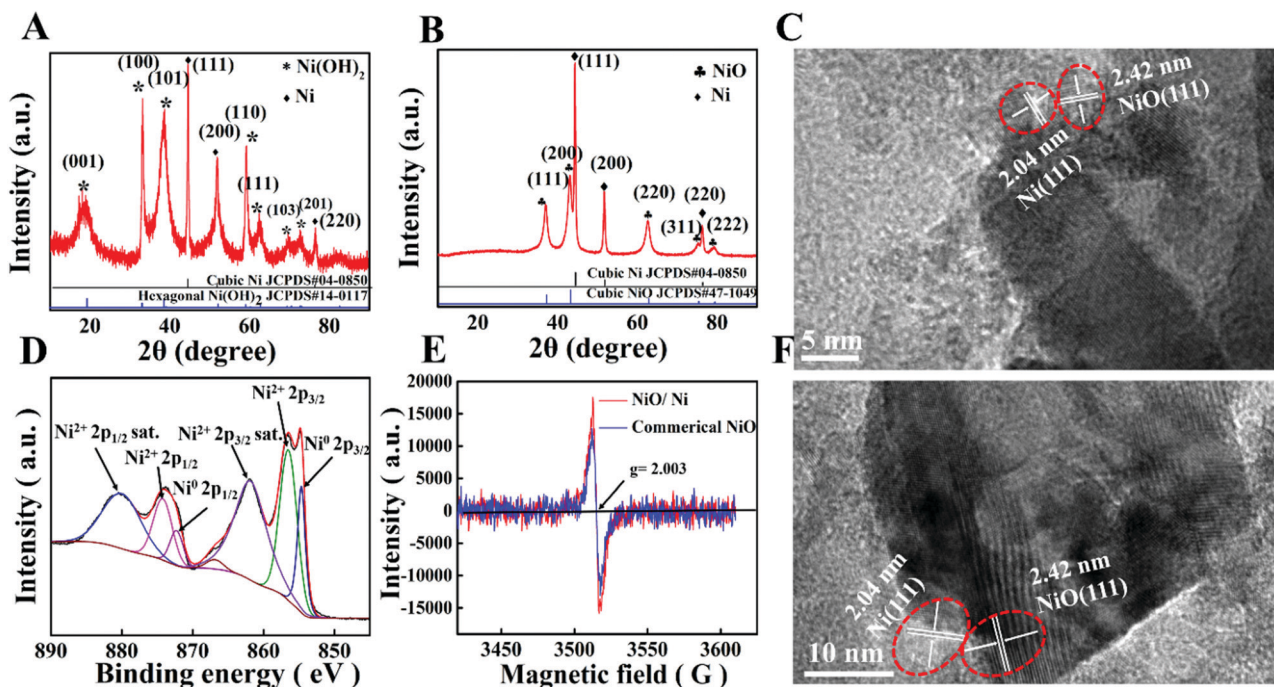 A
Intensity (a.u.)
(001)
*
(100)
*
(101)
*
♦(111)
* Ni(OH)2
♦ Ni
♦
(200)
(110)
*
(111)
*
(103)
*
(201)
*
♦
(220)
Cubic Ni JCPDS#04-0850
Hexagonal Ni(OH)2 JCPDS#14-0117
20 40 60 80
2θ (degree)
B
Intensity (a.u.)
(111)
♣
(200)
♣
(111)
♦
♣ NiO
♦ Ni
(200)
♦
(220)
♣
(311)
♣
(220)
♦
(222)
♣
Cubic Ni JCPDS#04-0850
Cubic NiO JCPDS#47-1049
20 40 60 80
2θ (degree)
C
2.04 nm
Ni(111)
2.42 nm
NiO(111)
5 nm
D
Intensity ( a.u.)
Ni2+ 2p1/2 sat.
Ni2+ 2p1/2
Ni0 2p1/2
Ni2+ 2p3/2 sat.
Ni2+ 2p3/2
Ni0 2p3/2
890 880 870 860 850
Binding energy ( eV)
E
Intensity (a.u.)
20000
15000
10000
5000
0
-5000
-10000
-15000
NiO/ Ni
Commerical NiO
g= 2.003
3450 3500 3550 3600
Magnetic field ( G)
F
2.04 nm
Ni(111)
2.42 nm
NiO(111)
10 nm